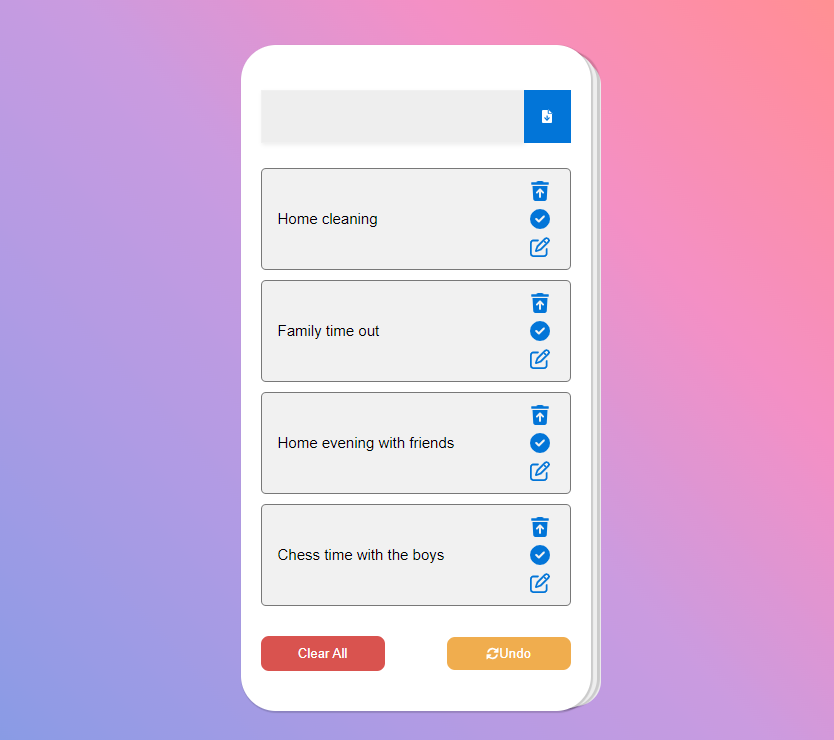 Home cleaning
Family time out
Home evening with friends
Chess time with the boys
Clear All
Undo